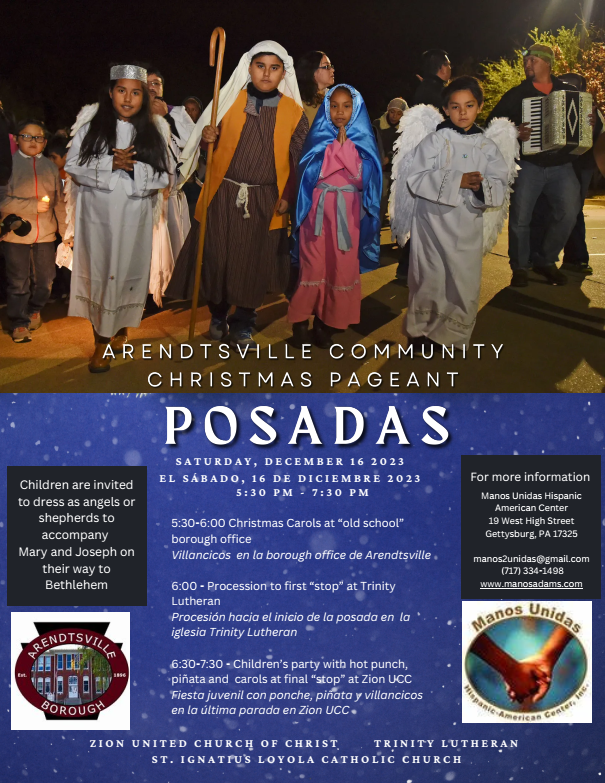 ARENDTSVILLE COMMUNITY
CHRISTMAS PAGEANT
POSADAS
SATURDAY, DECEMBER 16 2023
EL SÁBADO, 16 DE DICIEMBRE 2023
5:30 PM - 7:30 PM
Children are invited
to dress as angels or
shepherds to
accompany
Mary and Joseph on
their way to
Bethlehem
5:30-6:00 Christmas Carols at “old school”
borough office
Villancicos en la borough office de Arendtsville
6:00 - Procession to first “stop” at Trinity
Lutheran
Procesión hacia el inicio de la posada en la
iglesia Trinity Lutheran
6:30-7:30 - Children’s party with hot punch,
piñata and carols at final “stop” at Zion UCC
Fiesta juvenil con ponche, piñata y villancicos
en la última parada en Zion UCC
For more information
Manos Unidas Hispanic
American Center
19 West High Street
Gettysburg, PA 17325
manos2unidas@gmail.com
(717) 334-1498
www.manosadams.com
ARENDTSVILLE
Est. 1896
BOROUGH
Manos Unidas
Hispanic-American Center, Inc.
ZION UNITED CHURCH OF CHRIST TRINITY LUTHERAN
ST. IGNATIUS LOYOLA CATHOLIC CHURCH